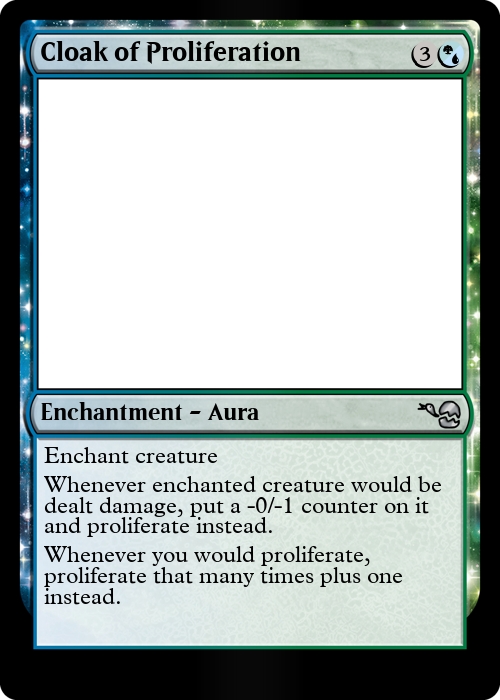 Cloak of Proliferation 3
Enchantment – Aura
Enchant creature
Whenever enchanted creature would be
dealt damage, put a -0/-1 counter on it
and proliferate instead.
Whenever you would proliferate,
proliferate that many times plus one
instead.